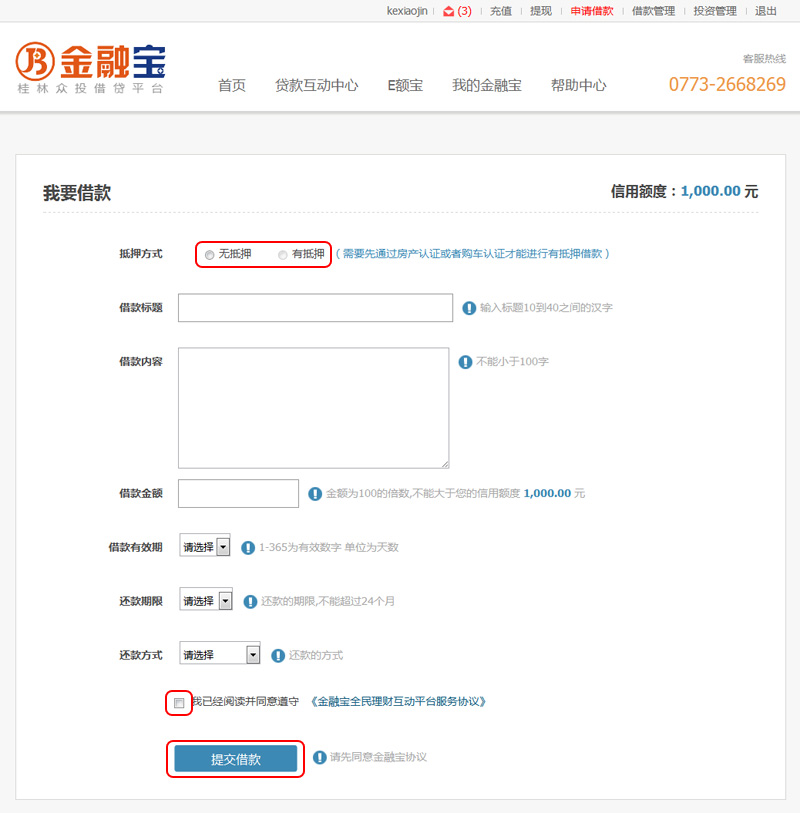 kexiaojin (3) 充值 提现 申请借款 借款管理 投资管理 退出
金融宝
桂林众投借贷平台
首页 贷款互动中心 E额宝 我的金融宝 帮助中心
客服热线
0773-2668269
我要借款
信用额度：1,000.00 元
抵押方式 无抵押 有抵押 （需要先通过房产认证或者购车认证才能进行有抵押借款）
借款标题 输入标题10到40之间的汉字
借款内容 不能小于100字
借款金额 金额为100的倍数,不能大于您的信用额度 1,000.00 元
借款有效期 请选择 1-365为有效数字 单位为天数
还款期限 请选择 还款的期限,不能超过24个月
还款方式 请选择 还款的方式
我已经阅读并同意遵守 《金融宝全民理财互动平台服务协议》
提交借款 请先同意金融宝协议